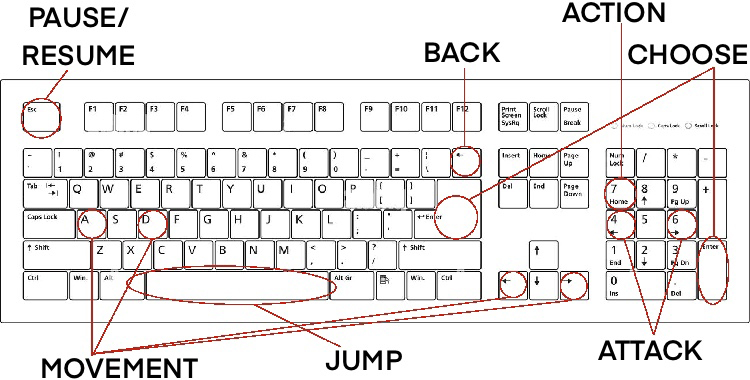 PAUSE/
RESUME
BACK
ACTION
CHOOSE
Esc F1 F2 F3 F4 F5 F6 F7 F8 F9 F10 F11 F12 Print Screen SysRq Scroll Lock Pause Break Num Lock Caps Lock Scroll Lock
~ ! 1 @ 2 # 3 $ 4 % 5 ^ 6 & 7 * 8 ( 9 ) 0 _ - + = | \ ← Insert Home Page Up Num Lock / * -
Tab Q W E R T Y U I O P { [ } ] Del End Page Down 7 Home 8 ↑ 9 Pg Up +
Caps Lock A S D F G H J K L : ; ↵ Enter 4 ← 5 6 →
⇧ Shift Z X C V B N M < , > . ? / ⇧ Shift ↑ 1 End 2 ↓ 3 Pg Dn Enter
Ctrl Win. Alt Alt Gr Win. Ctrl ← ↓ → 0 Ins . Del
MOVEMENT
JUMP
ATTACK